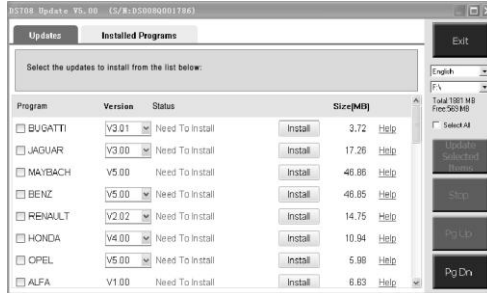 DST08 Update V5.00 (S/N:DS008Q001786)
Updates Installed Programs
Select the updates to install from the list below:
Program Version Status Size[MB]
BUGATTI V3.01 Need To Install Install 3.72 Help
JAGUAR V3.00 Need To Install Install 17.26 Help
MAYBACH V5.00 Need To Install Install 46.86 Help
BENZ V5.00 Need To Install Install 46.85 Help
RENAULT V2.02 Need To Install Install 14.75 Help
HONDA V4.00 Need To Install Install 10.94 Help
OPEL V5.00 Need To Install Install 5.98 Help
ALFA V1.00 Need To Install Install 6.63 Help
Exit
English
F:\
Total:1881 MB
Free:589 MB
Select All
Update
Selected
Items
Stop
Pg Up
Pg Dn